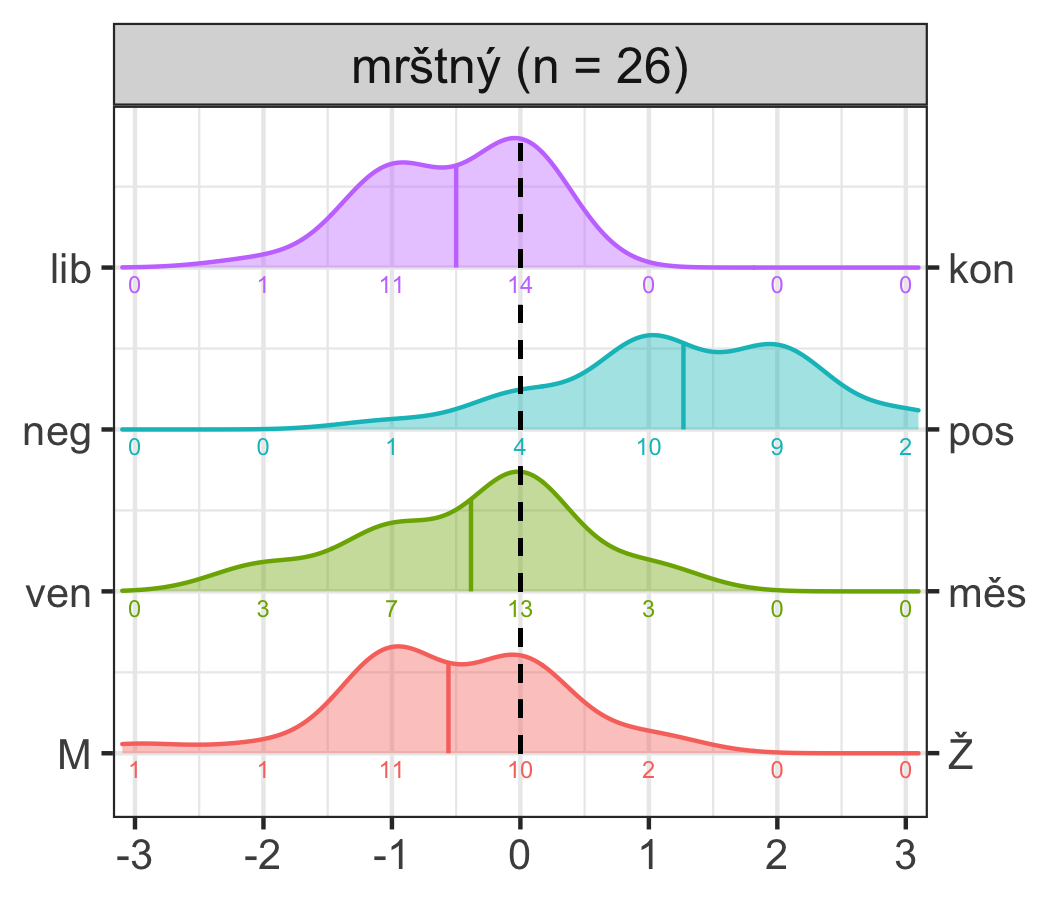 mrštný (n = 26)
lib kon
0 1 11 14 0 0 0
neg pos
0 0 1 4 10 9 2
ven měs
0 3 7 13 3 0 0
M Ž
1 1 11 10 2 0 0
-3 -2 -1 0 1 2 3